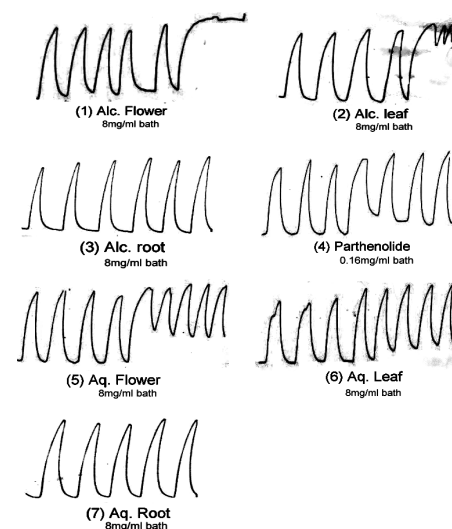 (1) Alc. Flower
8mg/ml bath
(2) Alc. leaf
8mg/ml bath
(3) Alc. root
8mg/ml bath
(4) Parthenolide
0.16mg/ml bath
(5) Aq. Flower
8mg/ml bath
(6) Aq. Leaf
8mg/ml bath
(7) Aq. Root
8mg/ml bath